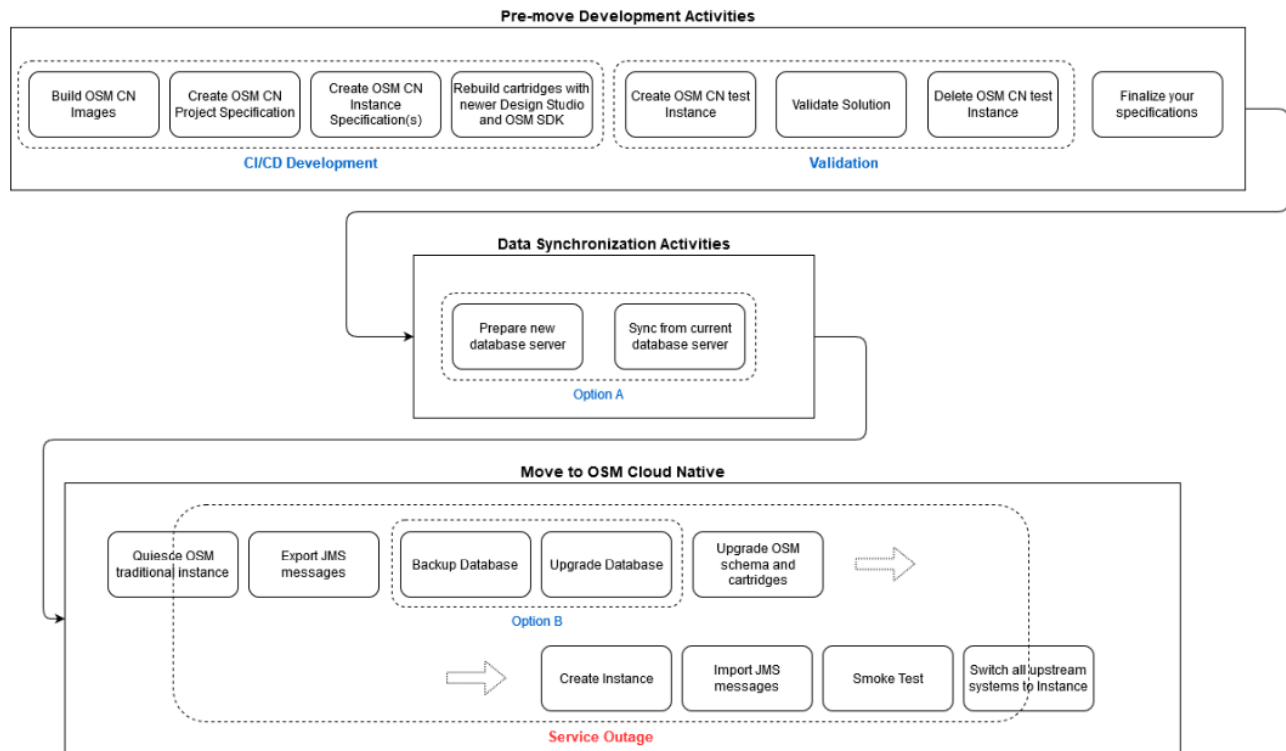 Pre-move Development Activities
Build OSM CN
Images
Create OSM CN
Project Specification
Create OSM CN
Instance
Specification(s)
Rebuild cartridges with
newer Design Studio
and OSM SDK
CI/CD Development
Create OSM CN test
Instance
Validate Solution
Delete OSM CN test
Instance
Validation
Finalize your
specifications
Data Synchronization Activities
Prepare new
database server
Sync from current
database server
Option A
Move to OSM Cloud Native
Quiesce OSM
traditional instance
Export JMS
messages
Backup Database
Upgrade Database
Option B
Upgrade OSM
schema and
cartridges
Create Instance
Import JMS
messages
Smoke Test
Switch all upstream
systems to Instance
Service Outage